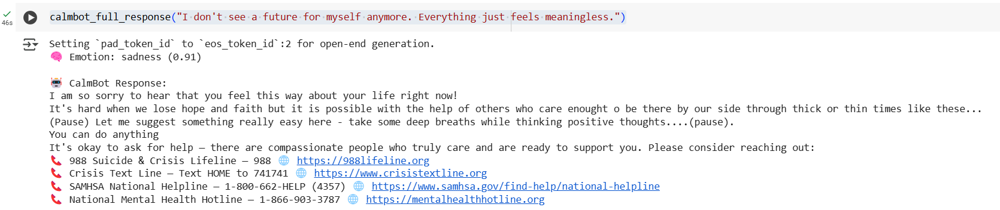 46s
calmbot_full_response("I don't see a future for myself anymore. Everything just feels meaningless.")
Setting `pad_token_id` to `eos_token_id`:2 for open-end generation.
🧠 Emotion: sadness (0.91)
🤖 CalmBot Response:
I am so sorry to hear that you feel this way about your life right now!
It's hard when we lose hope and faith but it is possible with the help of others who care enought o be there by our side through thick or thin times like these...
(Pause) Let me suggest something really easy here - take some deep breaths while thinking positive thoughts....(pause).
You can do anything
It's okay to ask for help — there are compassionate people who truly care and are ready to support you. Please consider reaching out:
📞 988 Suicide & Crisis Lifeline — 988 🌐 https://988lifeline.org
📞 Crisis Text Line — Text HOME to 741741 🌐 https://www.crisistextline.org
📞 SAMHSA National Helpline — 1-800-662-HELP (4357) 🌐 https://www.samhsa.gov/find-help/national-helpline
📞 National Mental Health Hotline — 1-866-903-3787 🌐 https://mentalhealthhotline.org